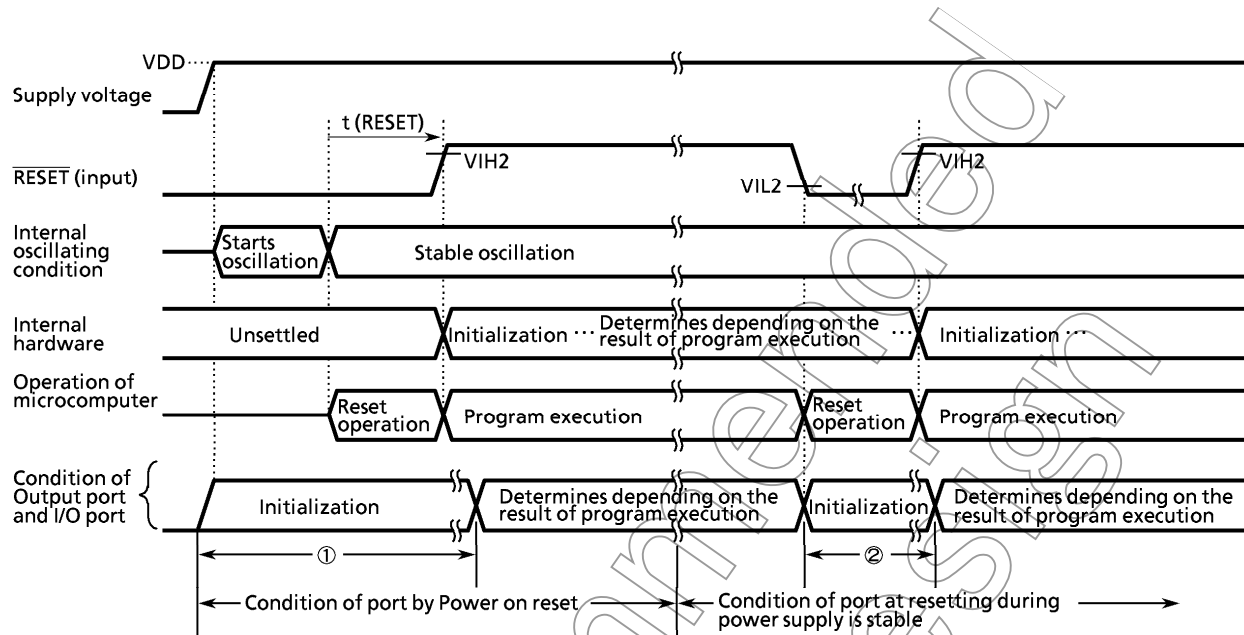 VDD
Supply voltage
t (RESET)
VIH2
RESET (input)
VIL2
VIH2
Internal
oscillating
condition
Starts
oscillation
Stable oscillation
Internal
hardware
Unsettled
Initialization ···
Determines depending on the
result of program execution
···
Initialization ···
Operation of
microcomputer
Reset
operation
Program execution
Reset
operation
Program execution
Condition of
Output port
and I/O port
Initialization
Determines depending on the
result of program execution
Initialization
Determines depending on the
result of program execution
①
②
Condition of port by Power on reset
Condition of port at resetting during
power supply is stable